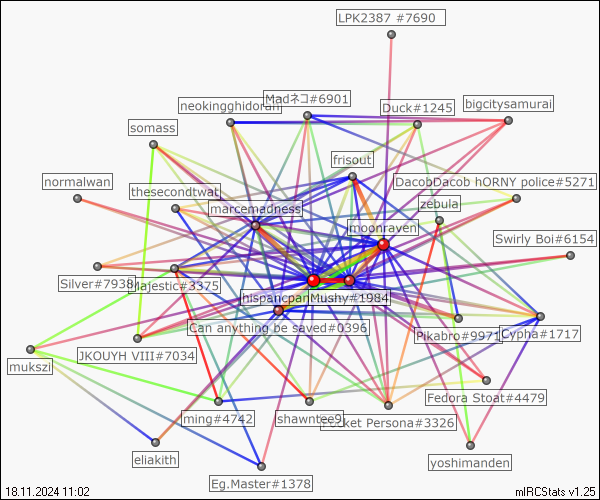 LPK2387 #7690
neokingghidorah
Madネコ#6901
Duck#1245
bigcitysamurai
somass
frisout
normalwan
thesecondtwat
DacobDacob hORNY police#5271
marcemadness
zebula
moonraven
Swirly Boi#6154
Silver#7938
Majestic#3375
hispancpan
Mushy#1984
Can anything be saved#0396
Pikabro#9971
Cypha#1717
JKOUYH VIII#7034
mukszi
Fedora Stoat#4479
ming#4742
shawntee9
ket Persona#3326
eliakith
yoshimanden
Eg.Master#1378
18.11.2024 11:02
mIRCStats v1.25